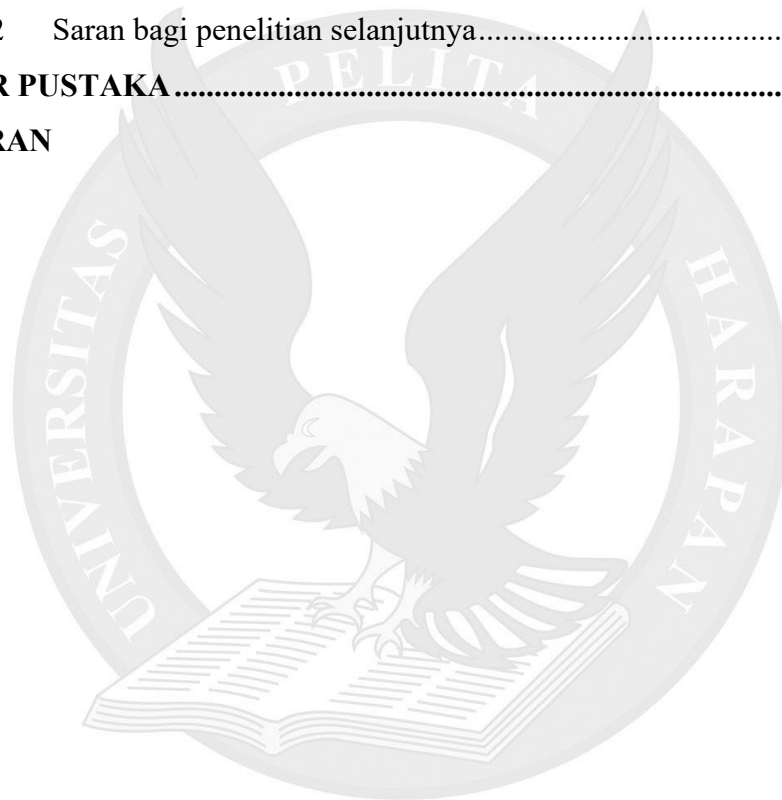 2 Saran bagi penelitian selanjutnya....................................
R PUSTAKA............................................................................
RAN
UNIVERSITAS PELITA HARAPAN